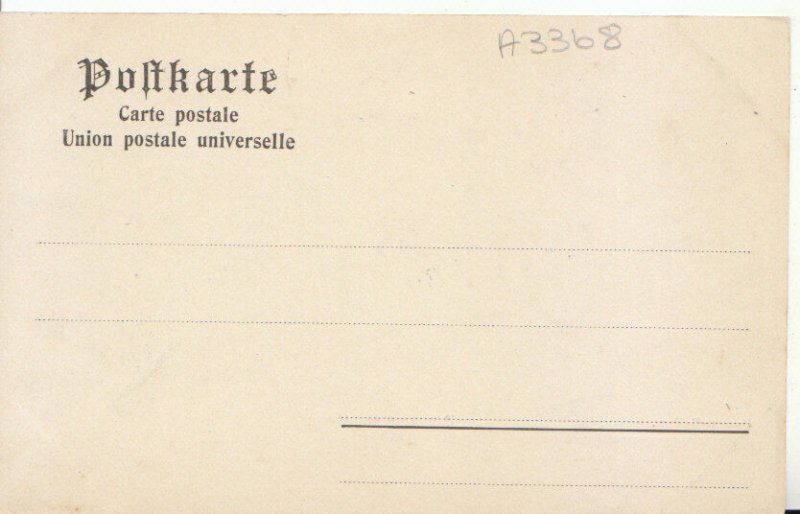 A3368
Postkarte
Carte postale
Union postale universelle